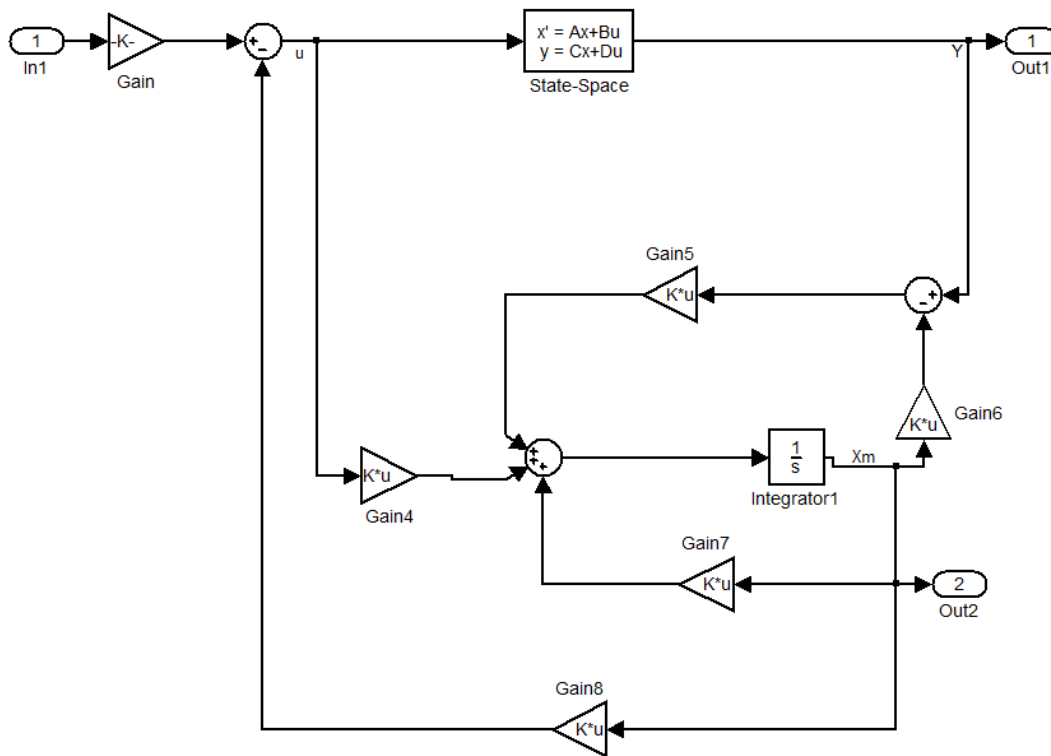 1
In1
-K-
Gain
+
−
u
x' = Ax+Bu
y = Cx+Du
State-Space
Y
1
Out1
Gain5
K*u
−
+
K*u
Gain6
+
+
+
1
s
Integrator1
Xm
K*u
Gain4
Gain7
K*u
2
Out2
Gain8
K*u